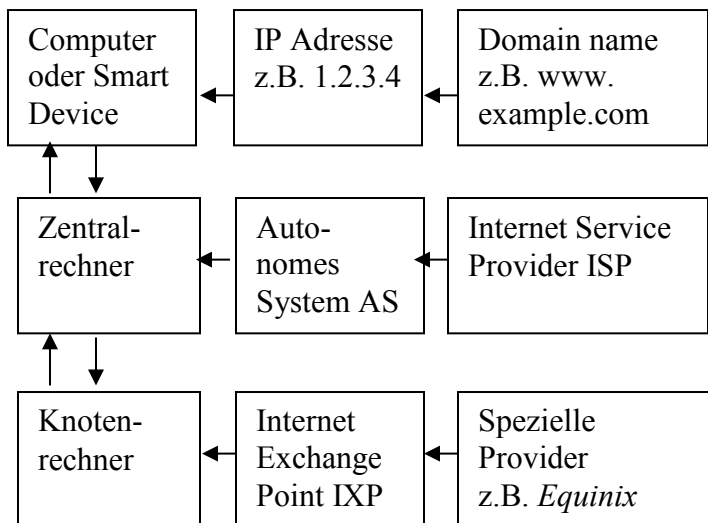 Computer
oder Smart
Device
IP Adresse
z.B. 1.2.3.4
Domain name
z.B. www.
example.com
Zentral-
rechner
Auto-
nomes
System AS
Internet Service
Provider ISP
Knoten-
rechner
Internet
Exchange
Point IXP
Spezielle
Provider
z.B. Equinix